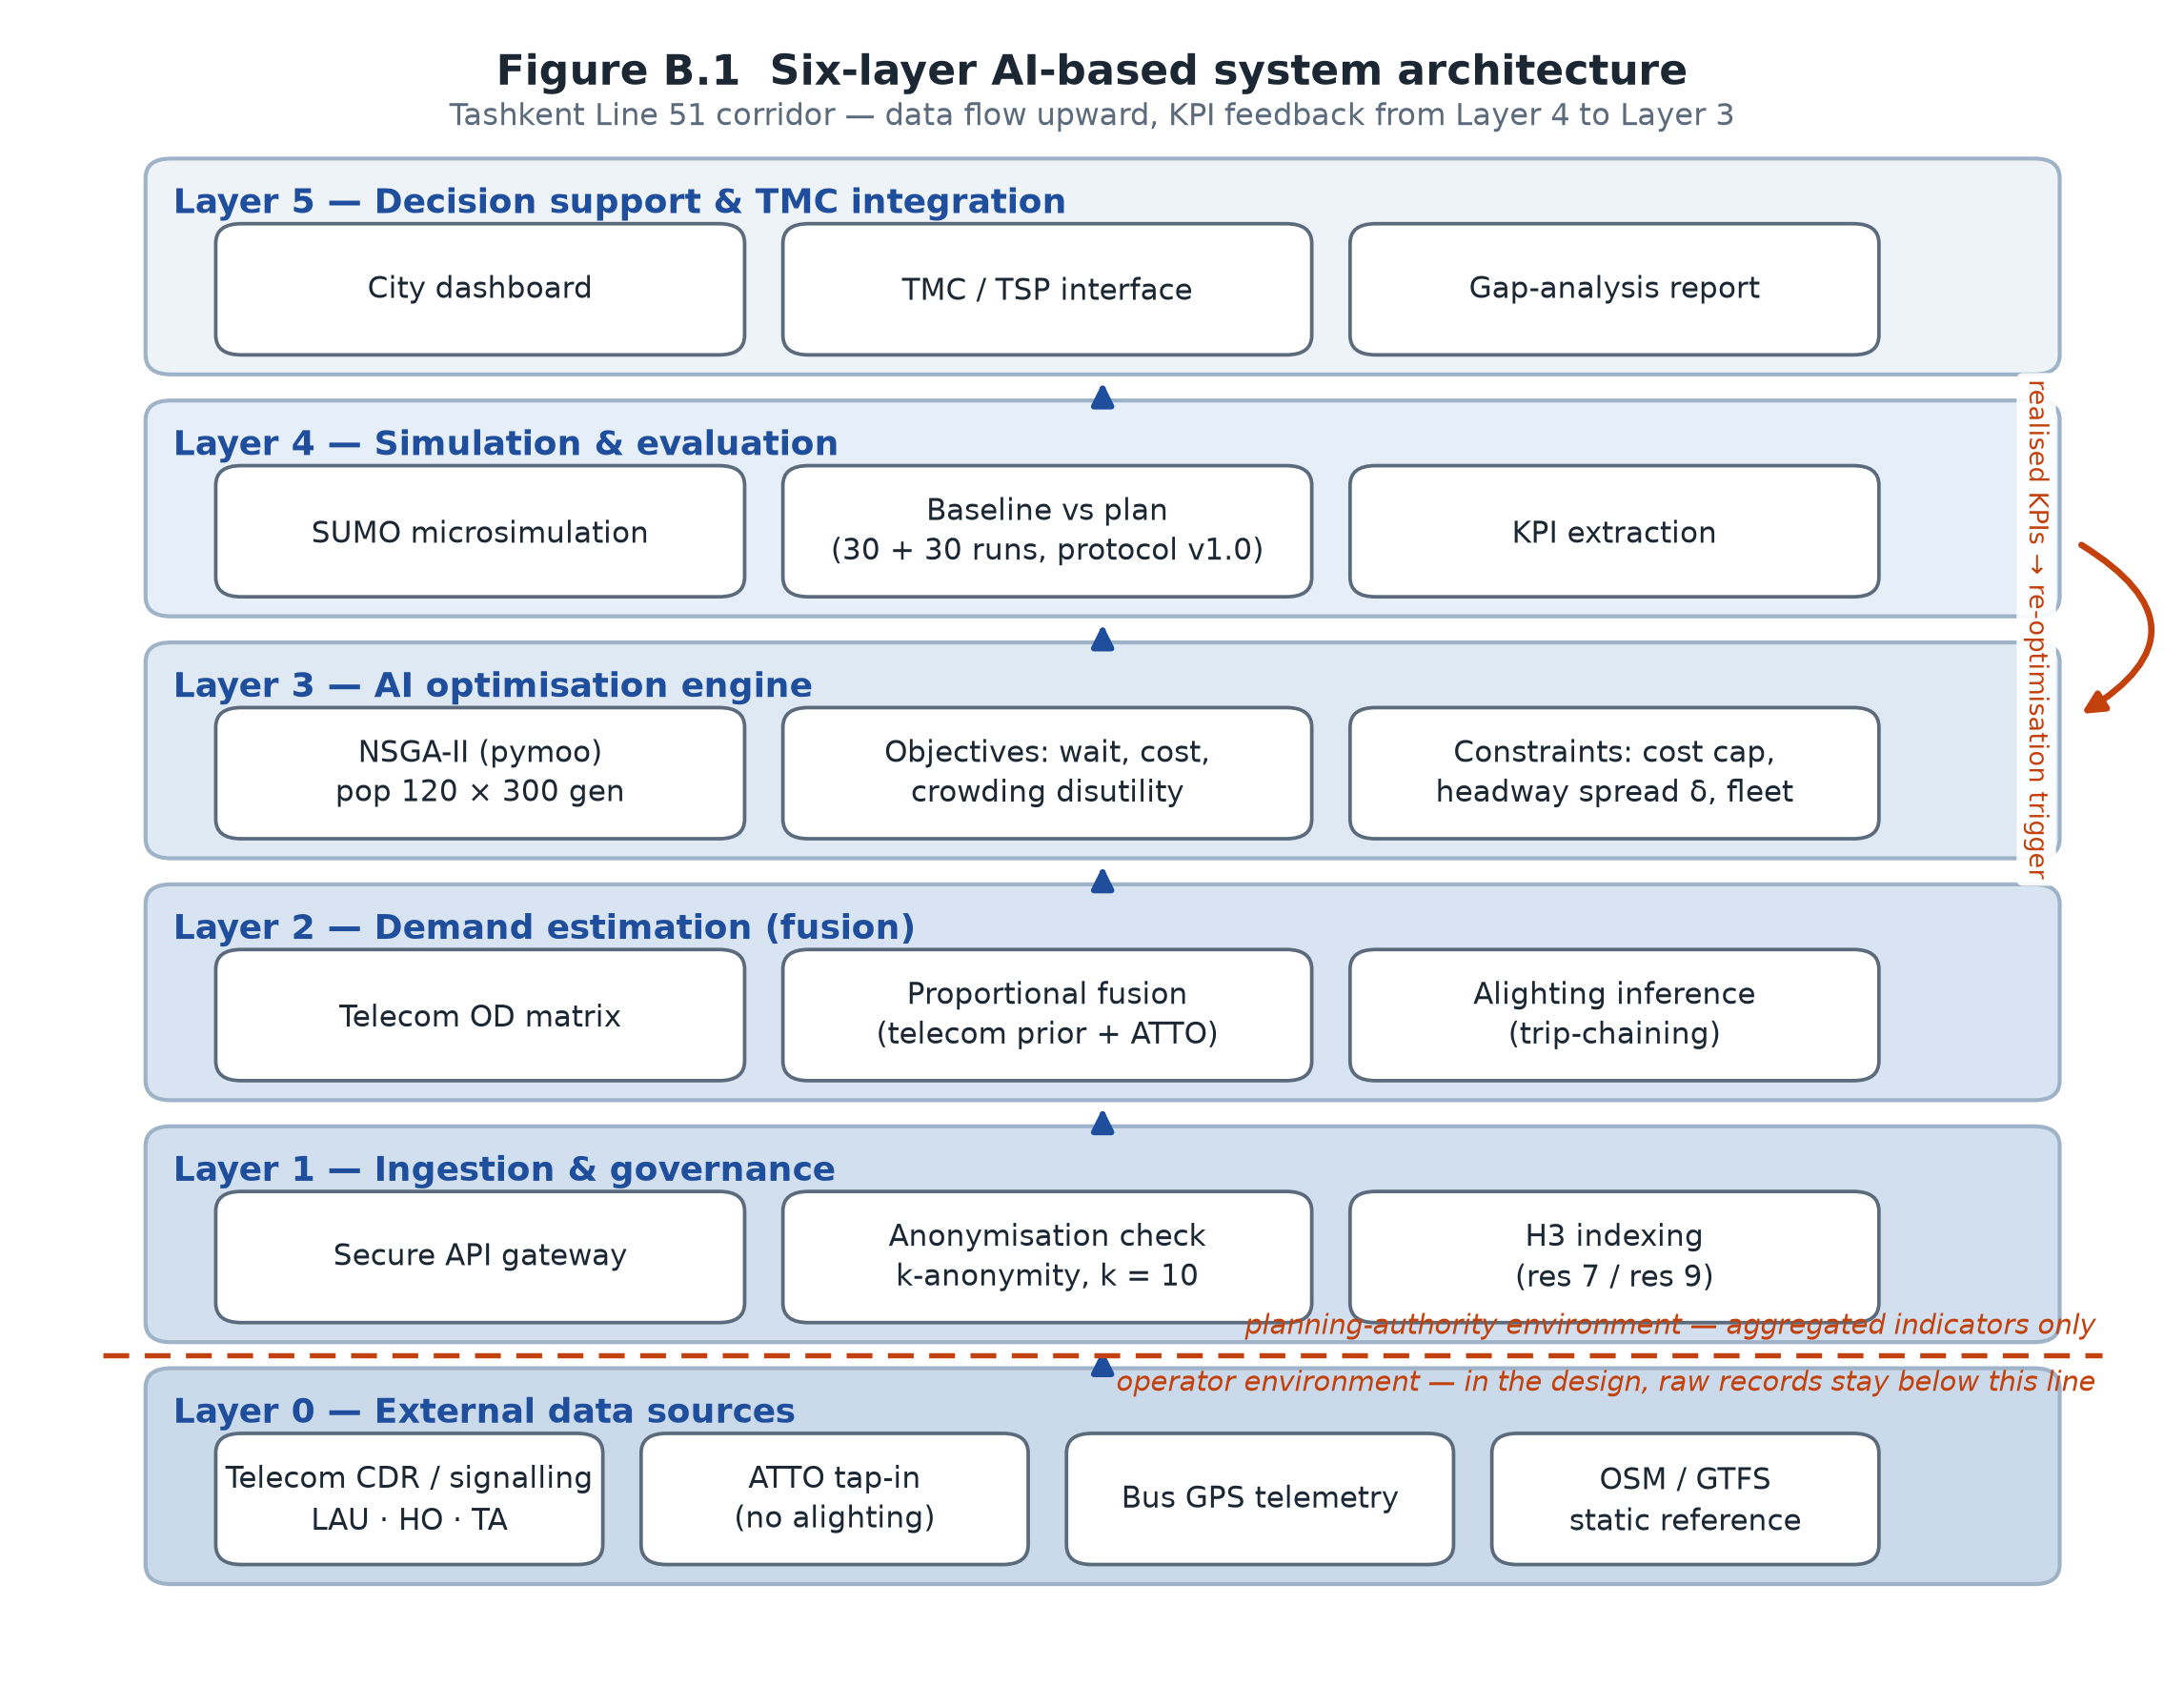 Figure B.1 Six-layer AI-based system architecture
Tashkent Line 51 corridor — data flow upward, KPI feedback from Layer 4 to Layer 3
Layer 5 — Decision support & TMC integration
City dashboard
TMC / TSP interface
Gap-analysis report
Layer 4 — Simulation & evaluation
SUMO microsimulation
Baseline vs plan
(30 + 30 runs, protocol v1.0)
KPI extraction
realised KPIs → re-optimisation trigger
Layer 3 — AI optimisation engine
NSGA-II (pymoo)
pop 120 × 300 gen
Objectives: wait, cost,
crowding disutility
Constraints: cost cap,
headway spread δ, fleet
Layer 2 — Demand estimation (fusion)
Telecom OD matrix
Proportional fusion
(telecom prior + ATTO)
Alighting inference
(trip-chaining)
Layer 1 — Ingestion & governance
Secure API gateway
Anonymisation check
k-anonymity, k = 10
H3 indexing
(res 7 / res 9)
planning-authority environment — aggregated indicators only
operator environment — in the design, raw records stay below this line
Layer 0 — External data sources
Telecom CDR / signalling
LAU · HO · TA
ATTO tap-in
(no alighting)
Bus GPS telemetry
OSM / GTFS
static reference